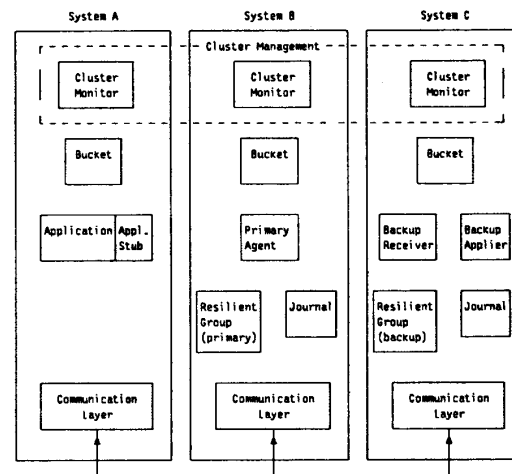 System A
System B
System C
Cluster Management
Cluster
Monitor
Cluster
Monitor
Cluster
Monitor
Bucket
Bucket
Bucket
Application
Appl.
Stub
Primary
Agent
Backup
Receiver
Backup
Applier
Resilient
Group
(primary)
Journal
Resilient
Group
(backup)
Journal
Communication
Layer
Communication
Layer
Communication
Layer